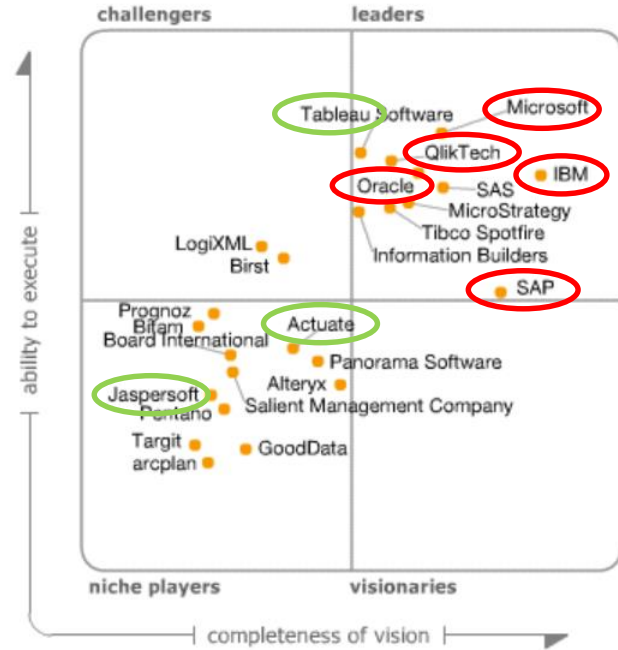 challengers
leaders
Tableau Software
Microsoft
QlikTech
IBM
Oracle
SAS
MicroStrategy
Tibco Spotfire
Information Builders
LogiXML
Birst
SAP
Prognoz
Bitam
Board International
Actuate
Panorama Software
Alteryx
Jaspersoft
Salient Management Company
Pentaho
Targit
arcplan
GoodData
niche players
visionaries
ability to execute
completeness of vision